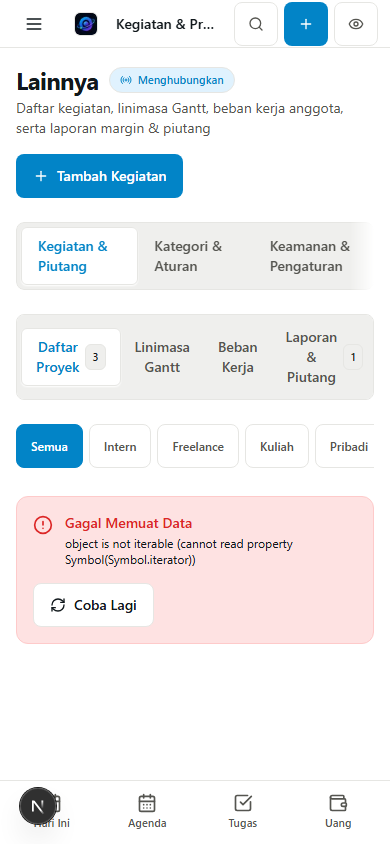 Kegiatan & Pr...
Lainnya
Menghubungkan
Daftar kegiatan, linimasa Gantt, beban kerja anggota,
serta laporan margin & piutang
Tambah Kegiatan
Kegiatan &
Piutang
Kategori &
Aturan
Keamanan &
Pengaturan
Daftar
Proyek
3
Linimasa
Gantt
Beban
Kerja
Laporan
&
Piutang
1
Semua
Intern
Freelance
Kuliah
Pribadi
Gagal Memuat Data
object is not iterable (cannot read property
Symbol(Symbol.iterator))
Coba Lagi
N
Hari Ini
Agenda
Tugas
Uang